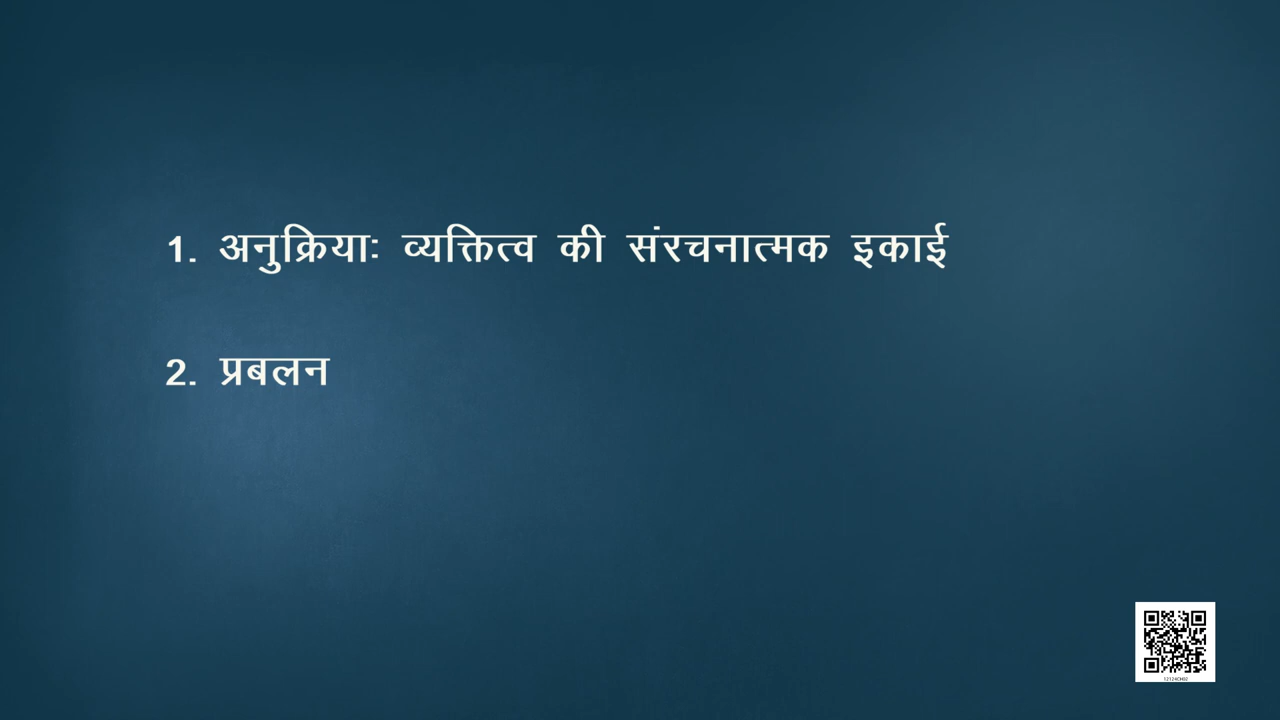 1. अनुक्रियाः व्यक्तित्व की संरचनात्मक इकाई
2. प्रबलन